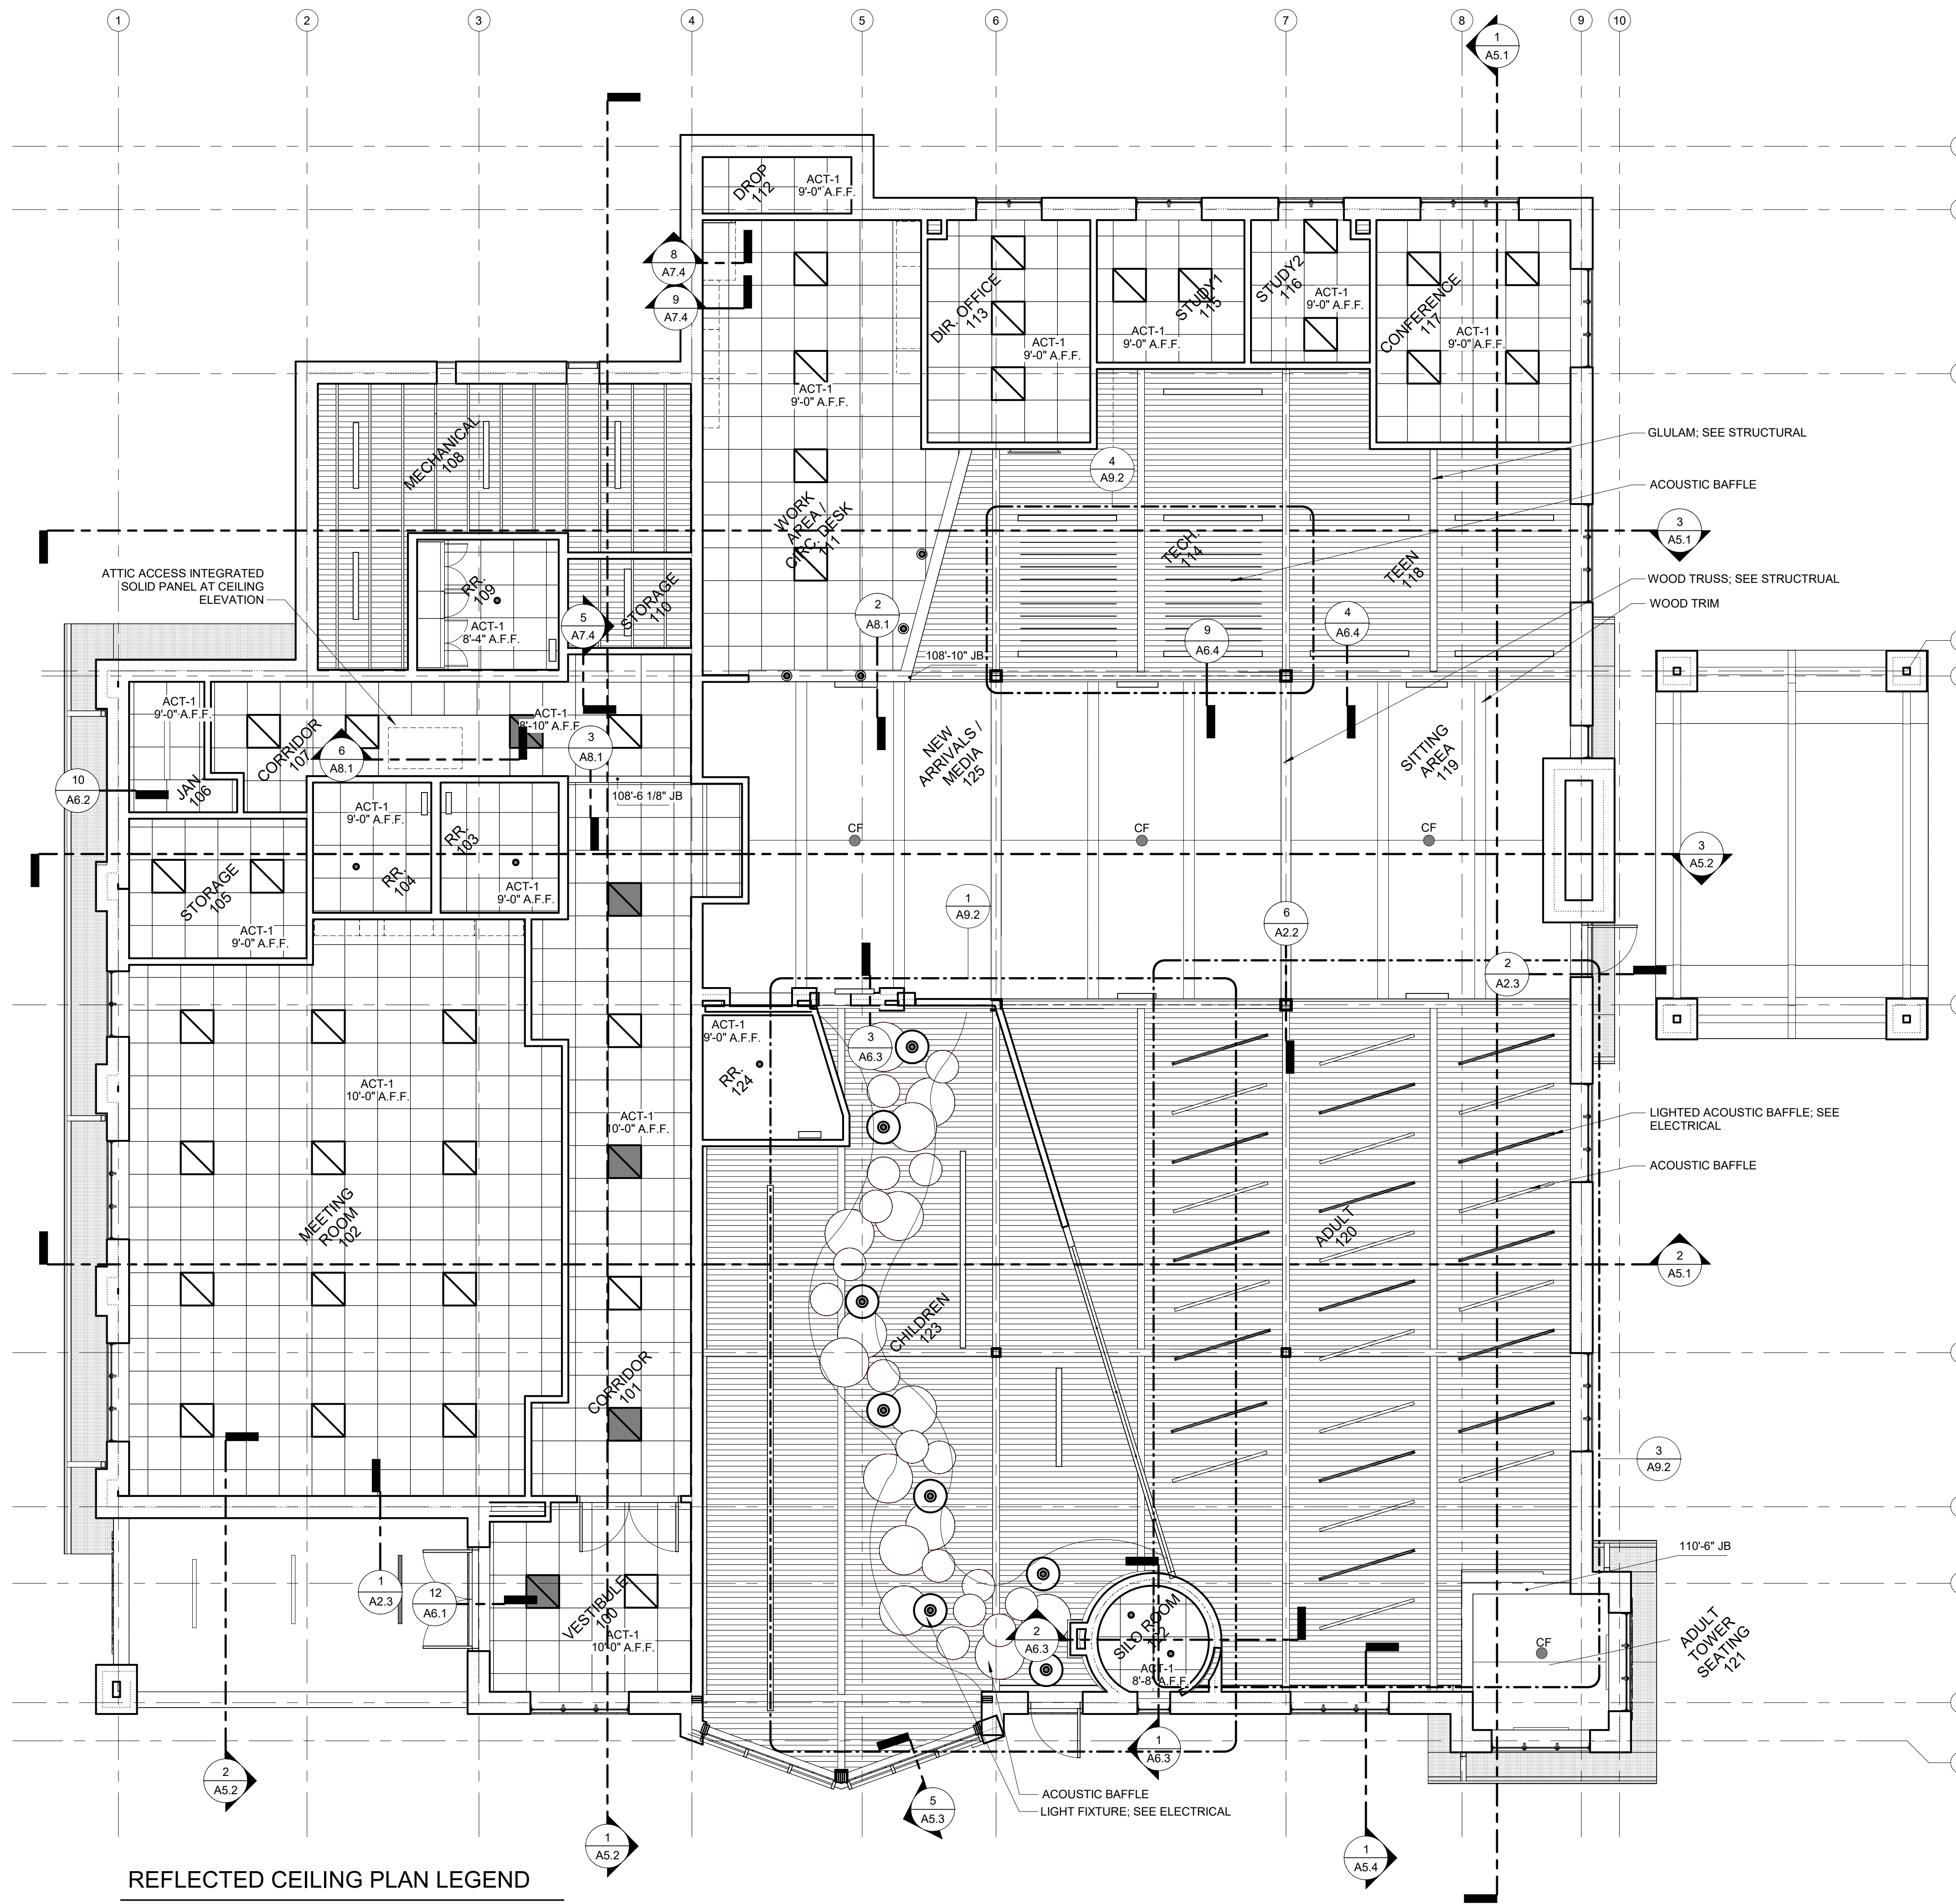 1
2
3
4
5
6
7
8
9
10
1
A5.1
DROP
112
ACT-1
9'-0" A.F.F.
8
A7.4
9
A7.4
DIR. OFFICE
113
ACT-1
9'-0" A.F.F.
STUDY1
115
ACT-1
9'-0" A.F.F.
STUDY2
116
ACT-1
9'-0" A.F.F.
CONFERENCE
117
ACT-1
9'-0" A.F.F.
ACT-1
9'-0" A.F.F.
MECHANICAL
108
WORK
AREA /
CIRC. DESK
111
4
A9.2
GLULAM; SEE STRUCTURAL
ACOUSTIC BAFFLE
3
A5.1
TECH.
114
TEEN
118
WOOD TRUSS; SEE STRUCTRUAL
WOOD TRIM
ATTIC ACCESS INTEGRATED
SOLID PANEL AT CEILING
ELEVATION
RR.
109
ACT-1
8'-4" A.F.F.
STORAGE
110
5
A7.4
2
A8.1
9
A6.4
4
A6.4
108'-10" JB
ACT-1
9'-0" A.F.F.
CORRIDOR
107
ACT-1
8'-10" A.F.F.
6
A8.1
3
A8.1
NEW
ARRIVALS /
MEDIA
125
SITTING
AREA
119
10
A6.2
JAN.
106
ACT-1
9'-0" A.F.F.
108'-6 1/8" JB
RR.
103
RR.
104
ACT-1
9'-0" A.F.F.
CF
CF
CF
3
A5.2
STORAGE
105
ACT-1
9'-0" A.F.F.
1
A9.2
6
A2.2
2
A2.3
ACT-1
9'-0" A.F.F.
RR.
124
3
A6.3
ACT-1
10'-0" A.F.F.
ACT-1
10'-0" A.F.F.
LIGHTED ACOUSTIC BAFFLE; SEE
ELECTRICAL
ACOUSTIC BAFFLE
MEETING
ROOM
102
ADULT
120
2
A5.1
CHILDREN
123
CORRIDOR
101
3
A9.2
110'-6" JB
1
A2.3
12
A6.1
VESTIBULE
100
ACT-1
10'-0" A.F.F.
2
A6.3
SILO ROOM
122
ACT-1
8'-8" A.F.F.
CF
ADULT
TOWER
SEATING
121
1
A6.3
2
A5.2
5
A5.3
ACOUSTIC BAFFLE
LIGHT FIXTURE; SEE ELECTRICAL
1
A5.2
1
A5.4
REFLECTED CEILING PLAN LEGEND